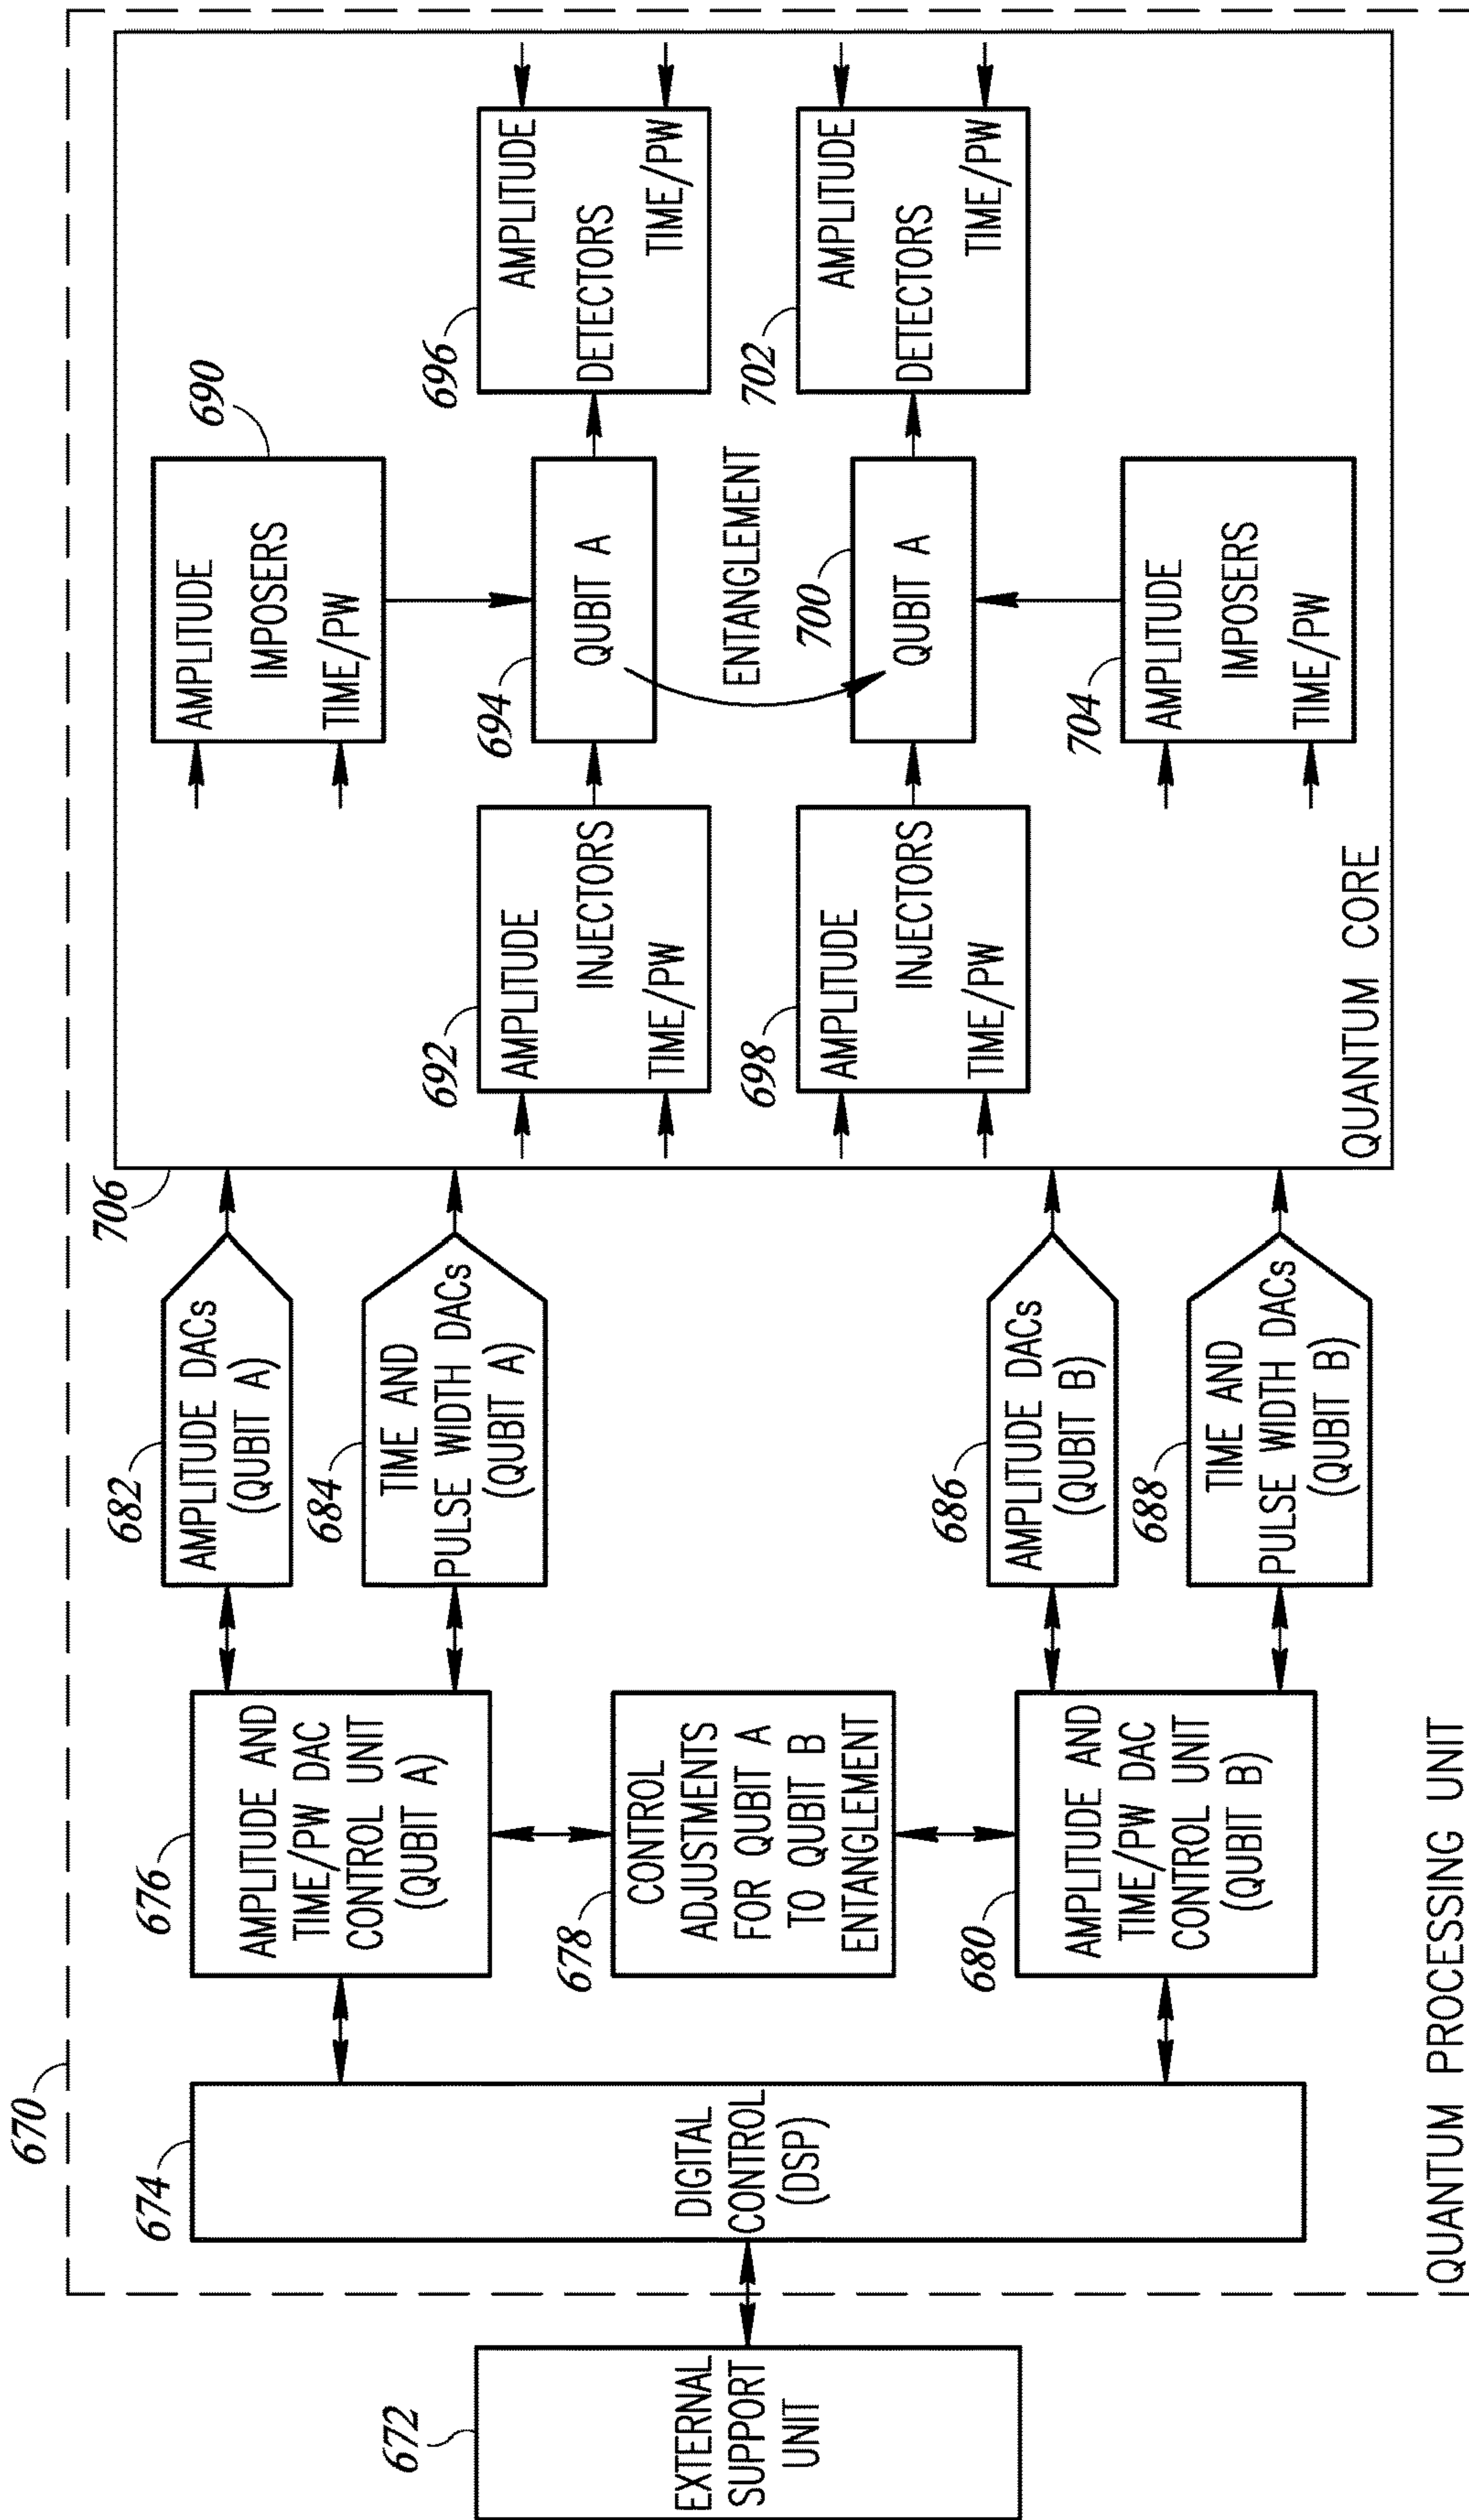 670
672
EXTERNAL
SUPPORT
UNIT
674
DIGITAL
CONTROL
(DSP)
676
AMPLITUDE AND
TIME/PW DAC
CONTROL UNIT
(QUBIT A)
678
CONTROL
ADJUSTMENTS
FOR QUBIT A
TO QUBIT B
ENTANGLEMENT
680
AMPLITUDE AND
TIME/PW DAC
CONTROL UNIT
(QUBIT B)
682
AMPLITUDE DACs
(QUBIT A)
684
TIME AND
PULSE WIDTH DACs
(QUBIT A)
686
AMPLITUDE DACs
(QUBIT B)
688
TIME AND
PULSE WIDTH DACs
(QUBIT B)
706
690
AMPLITUDE
IMPOSERS
TIME/PW
692
AMPLITUDE
INJECTORS
TIME/PW
694
QUBIT A
696
AMPLITUDE
DETECTORS
TIME/PW
ENTANGLEMENT
698
AMPLITUDE
INJECTORS
TIME/PW
700
QUBIT A
702
AMPLITUDE
DETECTORS
TIME/PW
704
AMPLITUDE
IMPOSERS
TIME/PW
QUANTUM CORE
QUANTUM PROCESSING UNIT